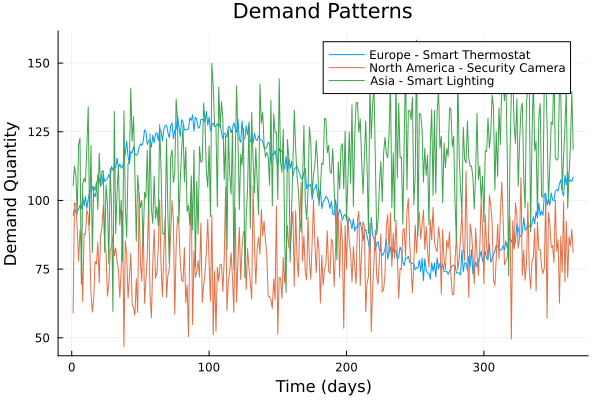 Demand Patterns
Europe - Smart Thermostat
North America - Security Camera
Asia - Smart Lighting
Demand Quantity
150
125
100
75
50
0 100 200 300
Time (days)